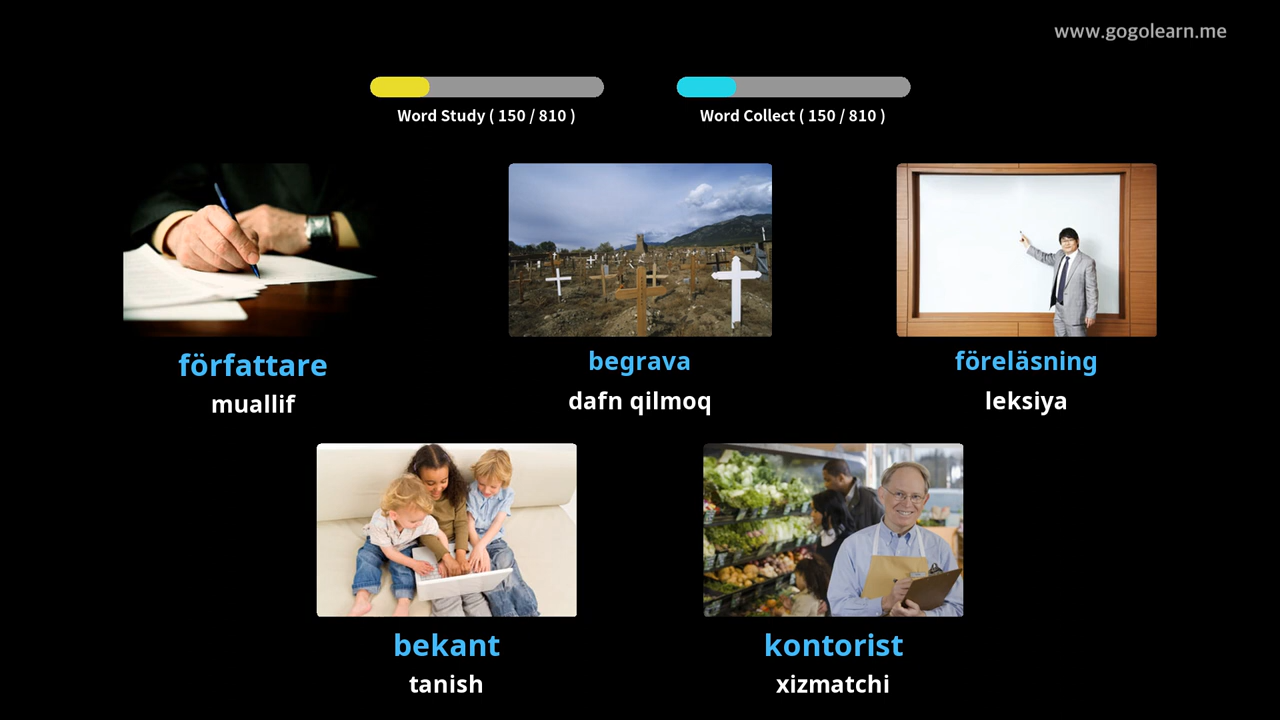 www.gogolearn.me
Word Study ( 150 / 810 )
Word Collect ( 150 / 810 )
författare
muallif
begrava
dafn qilmoq
föreläsning
leksiya
bekant
tanish
kontorist
xizmatchi